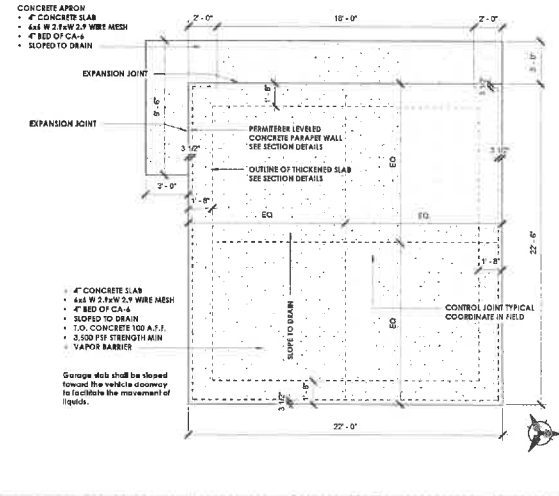 CONCRETE APRON
• 4" CONCRETE SLAB
• 6x6 W 2.9xW 2.9 WIRE MESH
• 4" BED OF CA-6
• SLOPED TO DRAIN
2' - 0"
18' - 0"
2' - 0"
3' - 0"
EXPANSION JOINT
1' - 8"
3 1/2"
EXPANSION JOINT
PERMITERER LEVELED
CONCRETE PARAPET WALL
SEE SECTION DETAILS
3 1/2"
3 1/2"
EQ
OUTLINE OF THICKENED SLAB
SEE SECTION DETAILS
3' - 0"
1' - 8"
EQ
EQ
22' - 6"
1' - 8"
• 4" CONCRETE SLAB
• 6x6 W 2.9xW 2.9 WIRE MESH
• 4" BED OF CA-6
• SLOPED TO DRAIN
• T.O. CONCRETE 100 A.F.F.
• 3,500 PSF STRENGTH MIN
• VAPOR BARRIER
CONTROL JOINT TYPICAL
COORDINATE IN FIELD
SLOPE TO DRAIN
EQ
Garage slab shall be sloped
toward the vehicle doorway
to facilitate the movement of
liquids.
3 1/2"
1' - 8"
22' - 0"